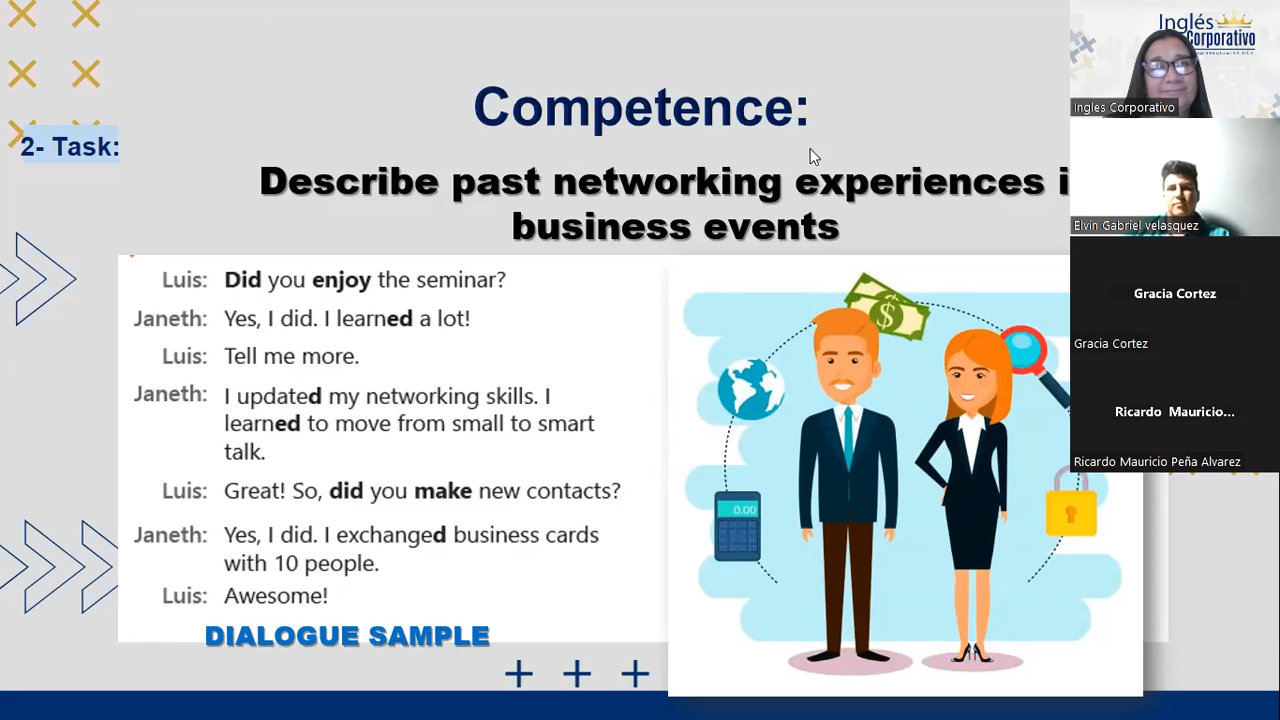 Competence:
2- Task:
Describe past networking experiences i
business events
Luis: Did you enjoy the seminar?
Janeth: Yes, I did. I learned a lot!
Luis: Tell me more.
Janeth: I updated my networking skills. I
learned to move from small to smart
talk.
Luis: Great! So, did you make new contacts?
Janeth: Yes, I did. I exchanged business cards
with 10 people.
Luis: Awesome!
DIALOGUE SAMPLE
$
0.00
Inglés
Corporativo
Ingles Corporativo
Elvin Gabriel velasquez
Gracia Cortez
Gracia Cortez
Ricardo Mauricio...
Ricardo Mauricio Peña Alvarez